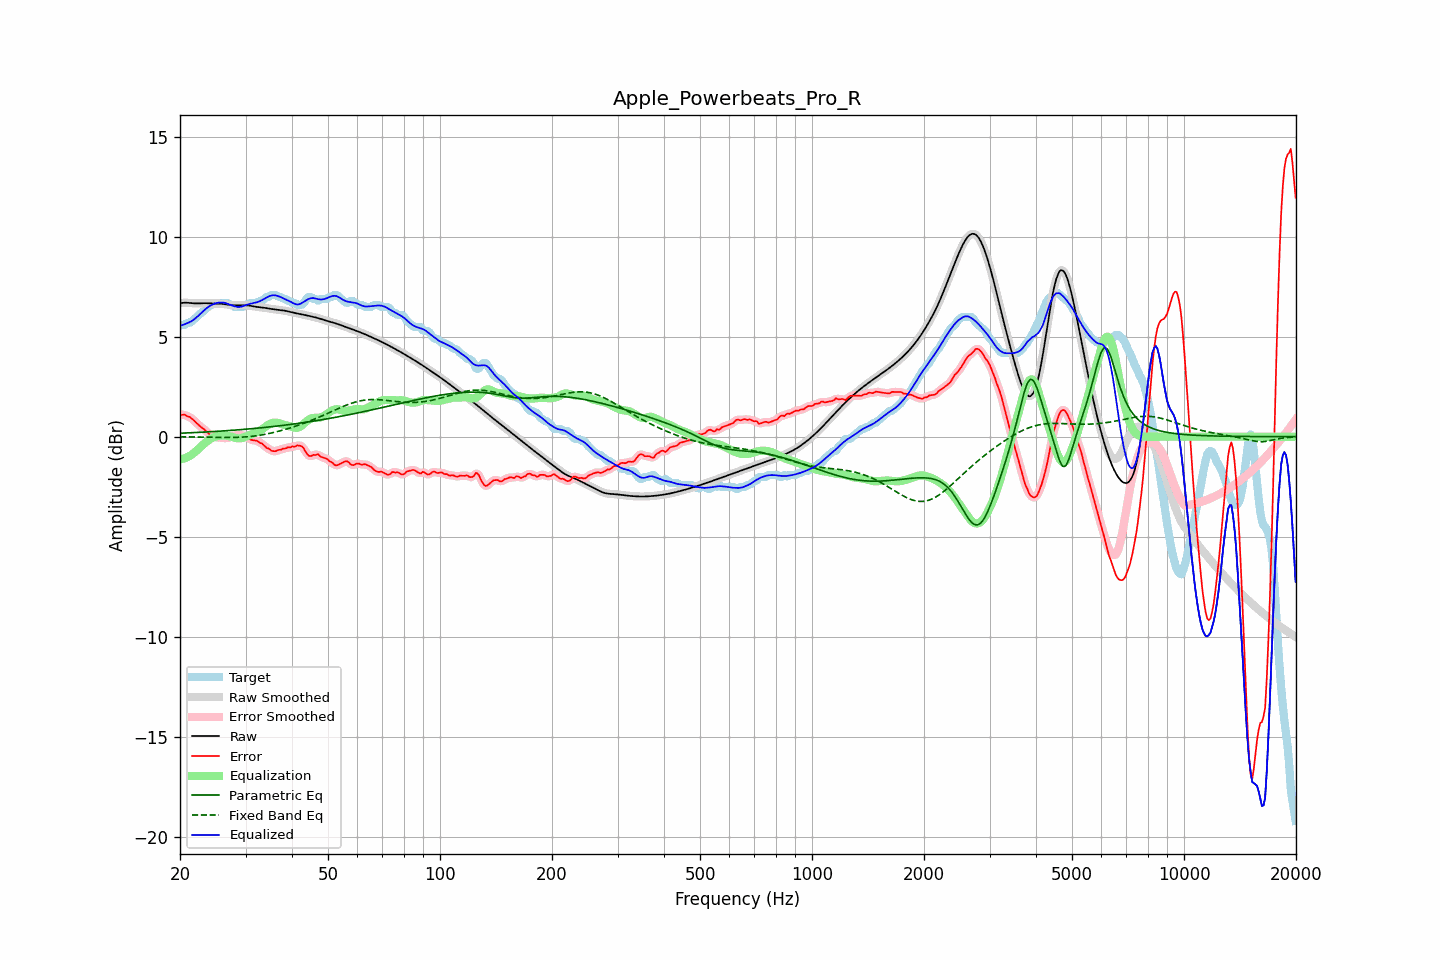 Apple_Powerbeats_Pro_R
Amplitude (dBr)
15
10
5
0
−5
−10
−15
−20
Target
Raw Smoothed
Error Smoothed
Raw
Error
Equalization
Parametric Eq
Fixed Band Eq
Equalized
20
50
100
200
500
1000
2000
5000
10000
20000
Frequency (Hz)